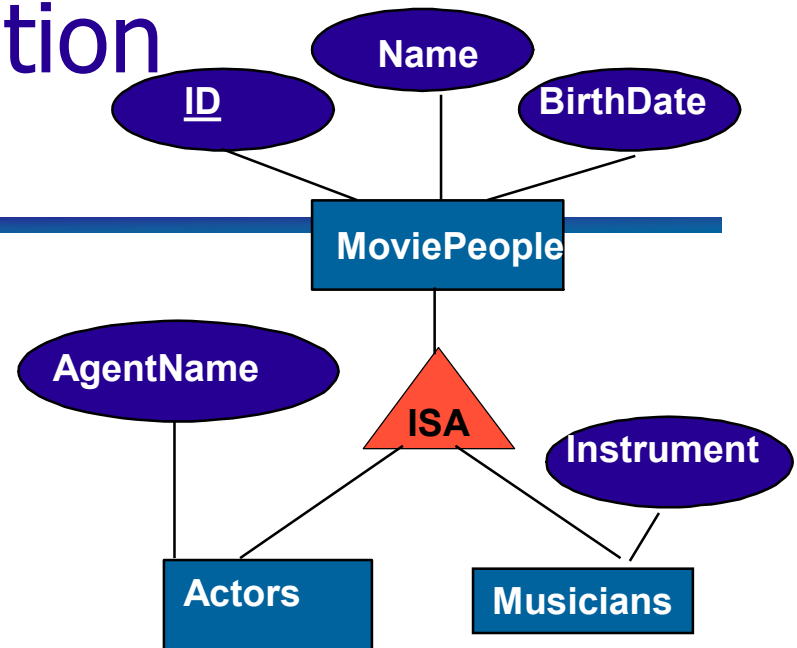 tion
Name
ID
BirthDate
MoviePeople
AgentName
ISA
Instrument
Actors
Musicians